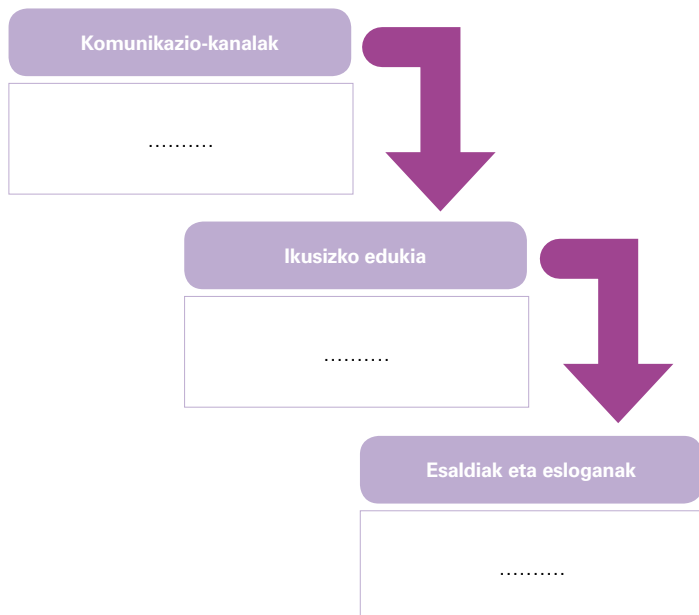 Komunikazio-kanalak
..........
Ikusizko edukia
..........
Esaldiak eta esloganak
..........